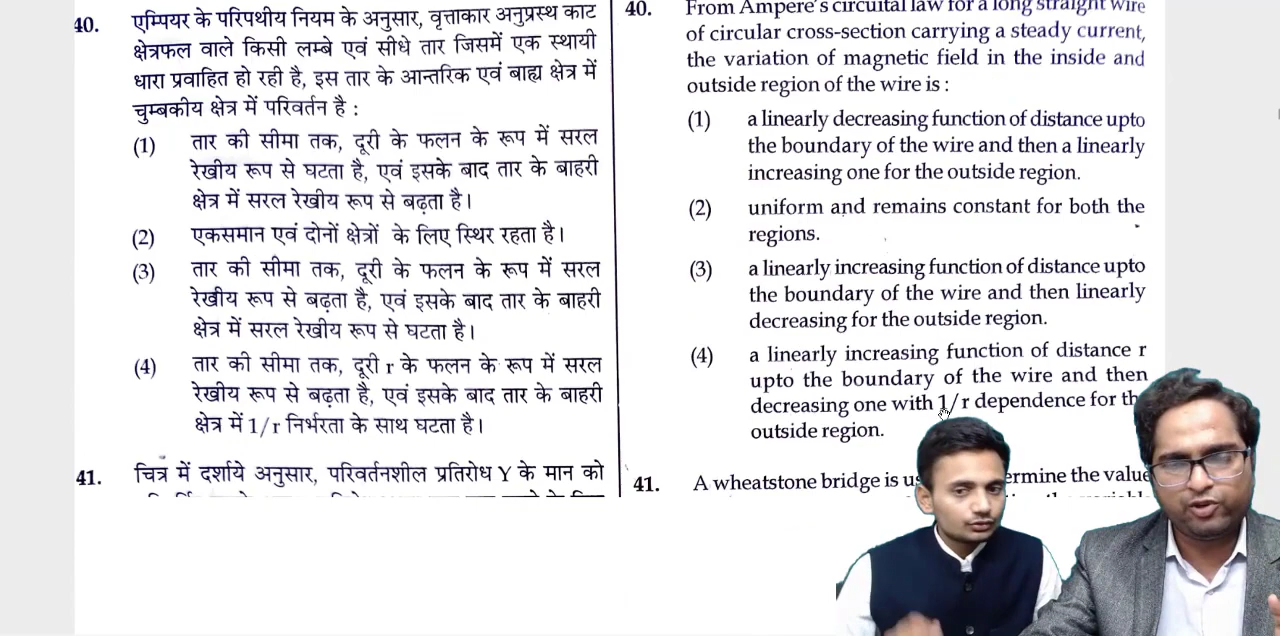 40. एम्पियर के परिपथीय नियम के अनुसार, वृत्ताकार अनुप्रस्थ काट
क्षेत्रफल वाले किसी लम्बे एवं सीधे तार जिसमें एक स्थायी
धारा प्रवाहित हो रही है, इस तार के आन्तरिक एवं बाह्य क्षेत्र में
चुम्बकीय क्षेत्र में परिवर्तन है :
(1) तार की सीमा तक, दूरी के फलन के रूप में सरल
रेखीय रूप से घटता है, एवं इसके बाद तार के बाहरी
क्षेत्र में सरल रेखीय रूप से बढ़ता है।
(2) एकसमान एवं दोनों क्षेत्रों के लिए स्थिर रहता है।
(3) तार की सीमा तक, दूरी के फलन के रूप में सरल
रेखीय रूप से बढ़ता है, एवं इसके बाद तार के बाहरी
क्षेत्र में सरल रेखीय रूप से घटता है।
(4) तार की सीमा तक, दूरी r के फलन के रूप में सरल
रेखीय रूप से बढ़ता है, एवं इसके बाद तार के बाहरी
क्षेत्र में 1/r निर्भरता के साथ घटता है।
41. चित्र में दर्शाये अनुसार, परिवर्तनशील प्रतिरोध Y के मान को
40. From Ampere's circuital law for a long straight wire
of circular cross-section carrying a steady current,
the variation of magnetic field in the inside and
outside region of the wire is :
(1) a linearly decreasing function of distance upto
the boundary of the wire and then a linearly
increasing one for the outside region.
(2) uniform and remains constant for both the
regions.
(3) a linearly increasing function of distance upto
the boundary of the wire and then linearly
decreasing for the outside region.
(4) a linearly increasing function of distance r
upto the boundary of the wire and then
decreasing one with 1/r dependence for
outside region.
41. A wheatstone bridge is the value